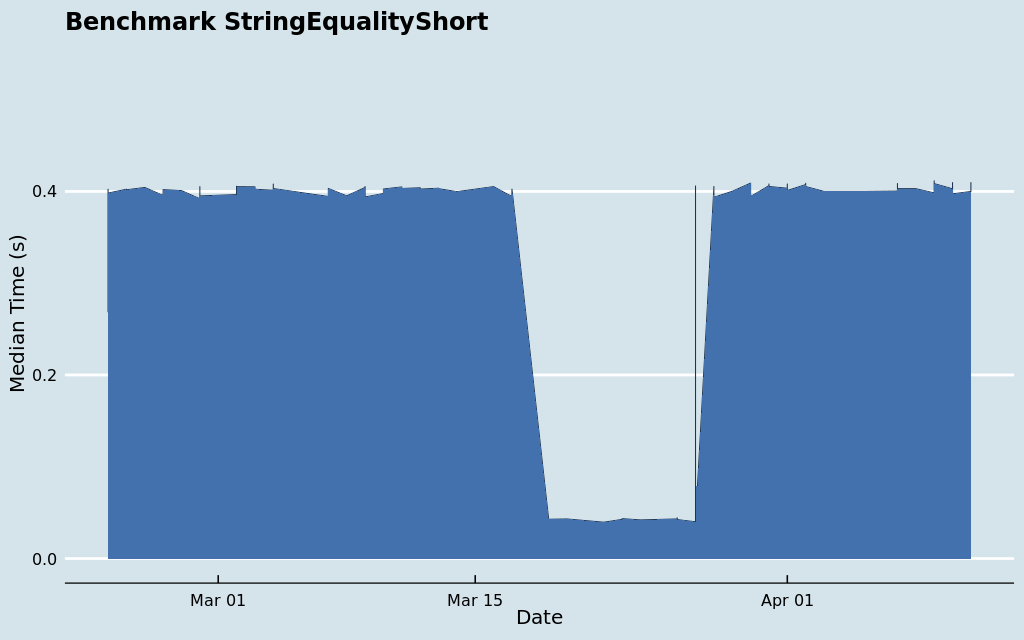 Benchmark StringEqualityShort
Median Time (s)
0.4
0.2
0.0
Mar 01
Mar 15
Apr 01
Date